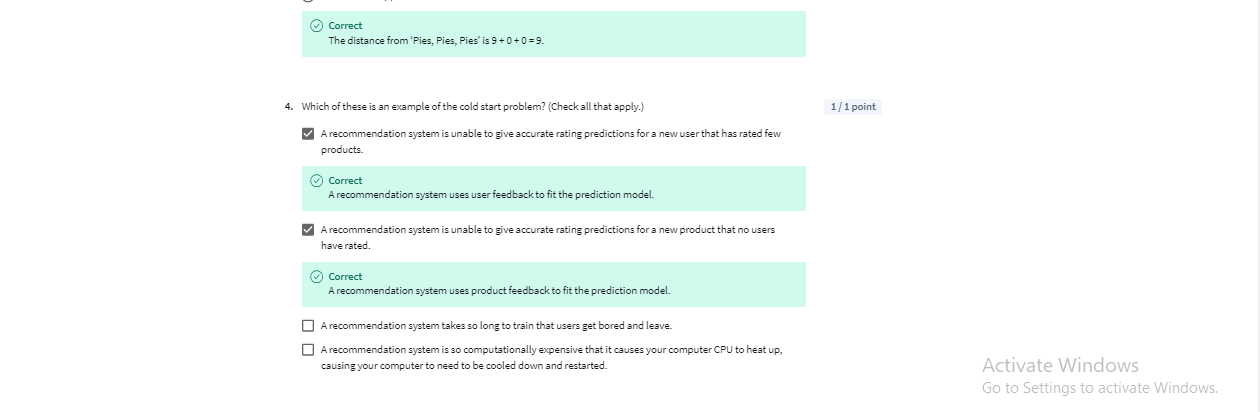 Correct
The distance from 'Pies, Pies, Pies' is 9 + 0 + 0 = 9.
4. Which of these is an example of the cold start problem? (Check all that apply.)
1 / 1 point
A recommendation system is unable to give accurate rating predictions for a new user that has rated few
products.
Correct
A recommendation system uses user feedback to fit the prediction model.
A recommendation system is unable to give accurate rating predictions for a new product that no users
have rated.
Correct
A recommendation system uses product feedback to fit the prediction model.
A recommendation system takes so long to train that users get bored and leave.
A recommendation system is so computationally expensive that it causes your computer CPU to heat up,
causing your computer to need to be cooled down and restarted.
Activate Windows
Go to Settings to activate Windows.